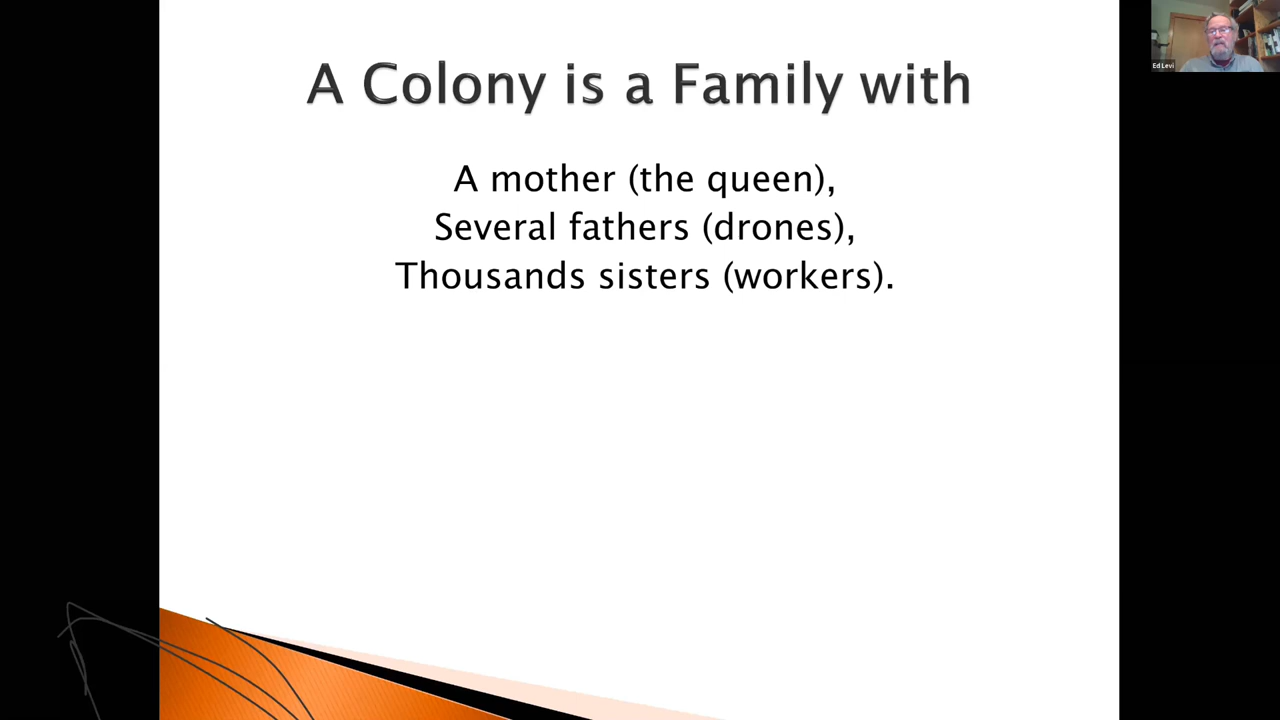 A Colony is a Family with
A mother (the queen),
Several fathers (drones),
Thousands sisters (workers).
Ed Levi